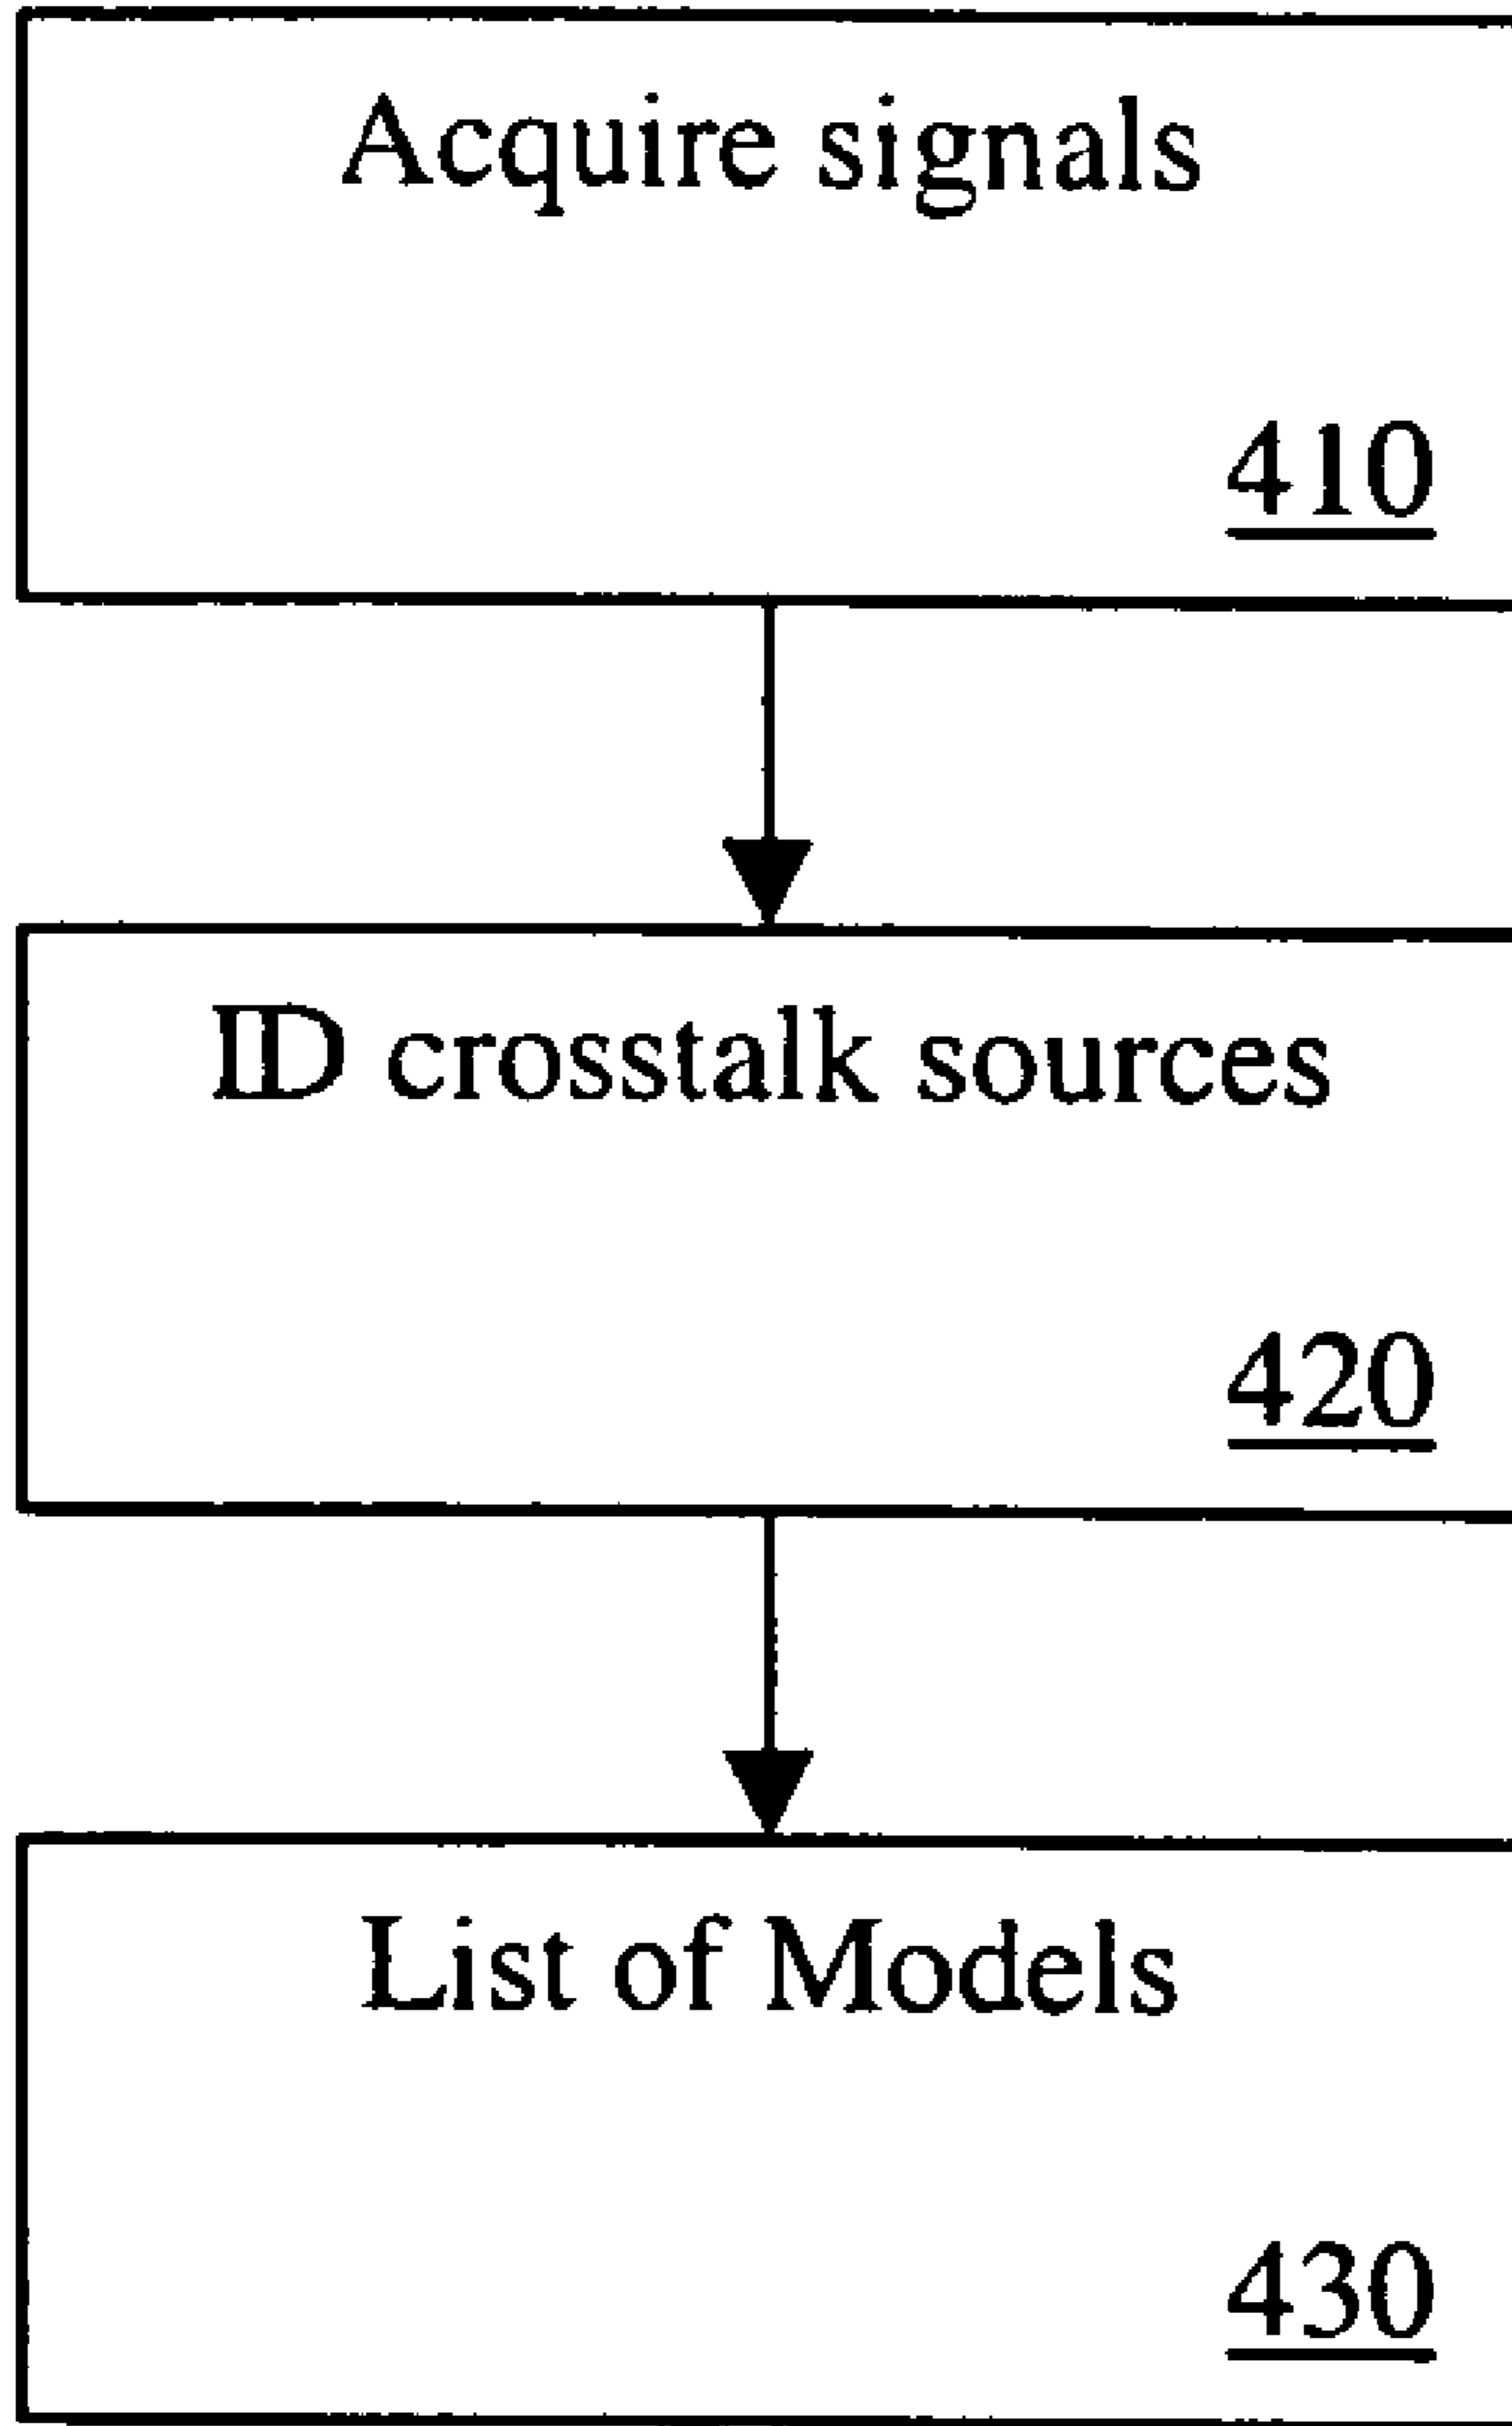 Acquire signals
410
ID crosstalk sources
420
List of Models
430